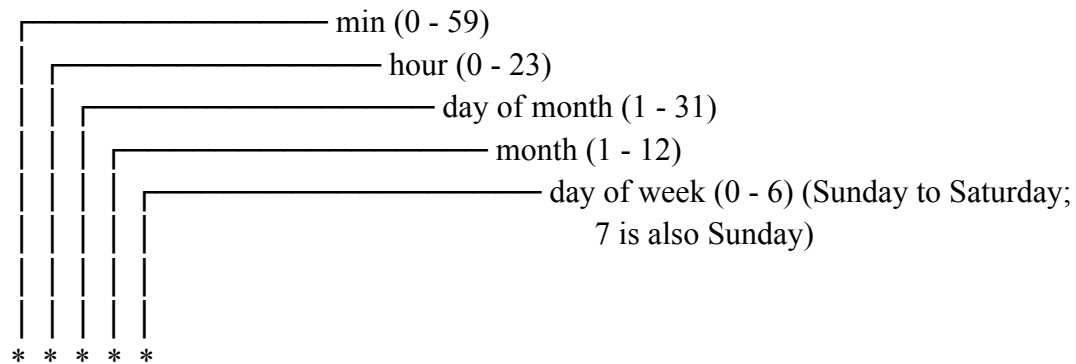 min (0 - 59)
hour (0 - 23)
day of month (1 - 31)
month (1 - 12)
day of week (0 - 6) (Sunday to Saturday;
7 is also Sunday)
* * * * *